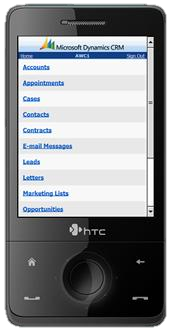 Microsoft Dynamics CRM
Home AWC5 Sign Out
Accounts
Appointments
Cases
Contacts
Contracts
E-mail Messages
Leads
Letters
Marketing Lists
Opportunities
hTC